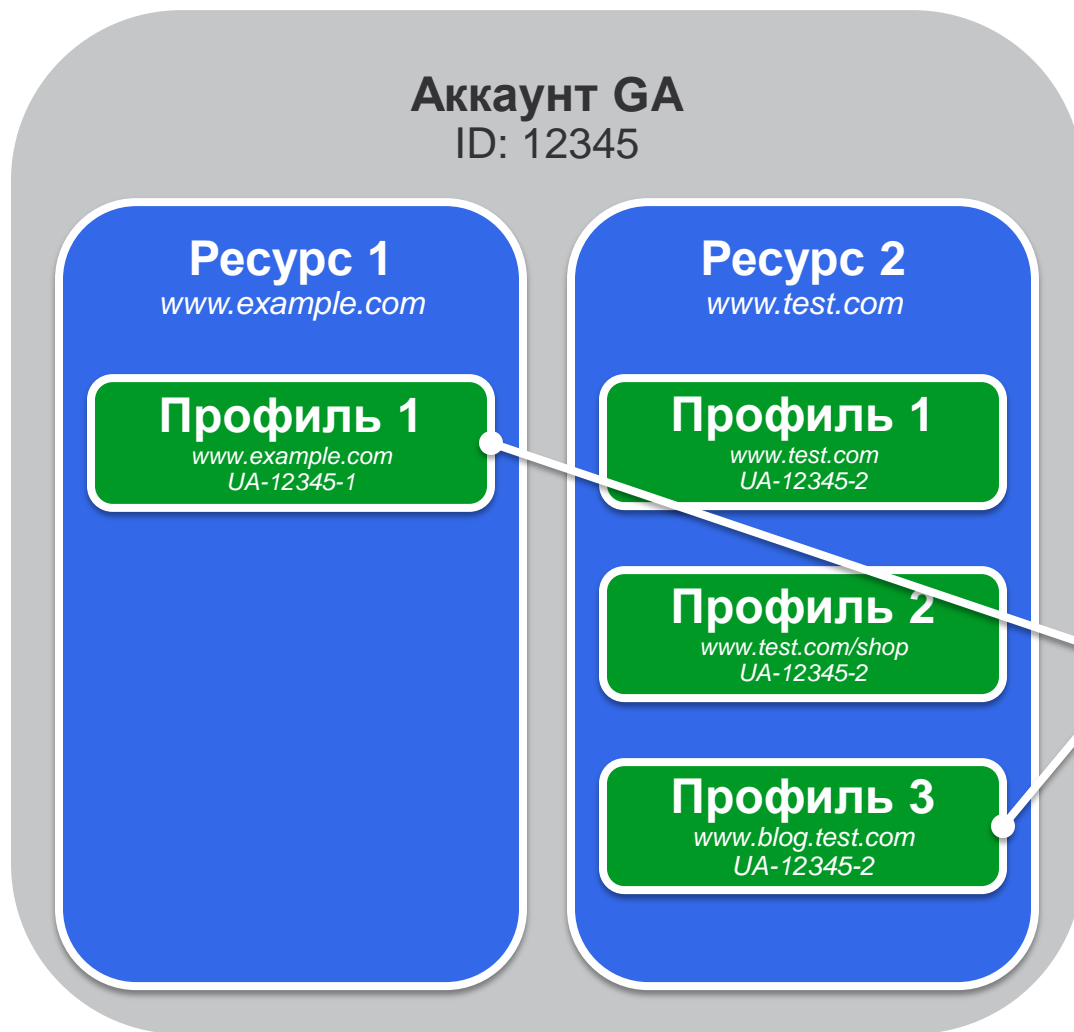 Аккаунт GA
ID: 12345
Ресурс 1
www.example.com
Профиль 1
www.example.com
UA-12345-1
Ресурс 2
www.test.com
Профиль 1
www.test.com
UA-12345-2
Профиль 2
www.test.com/shop
UA-12345-2
Профиль 3
www.blog.test.com
UA-12345-2